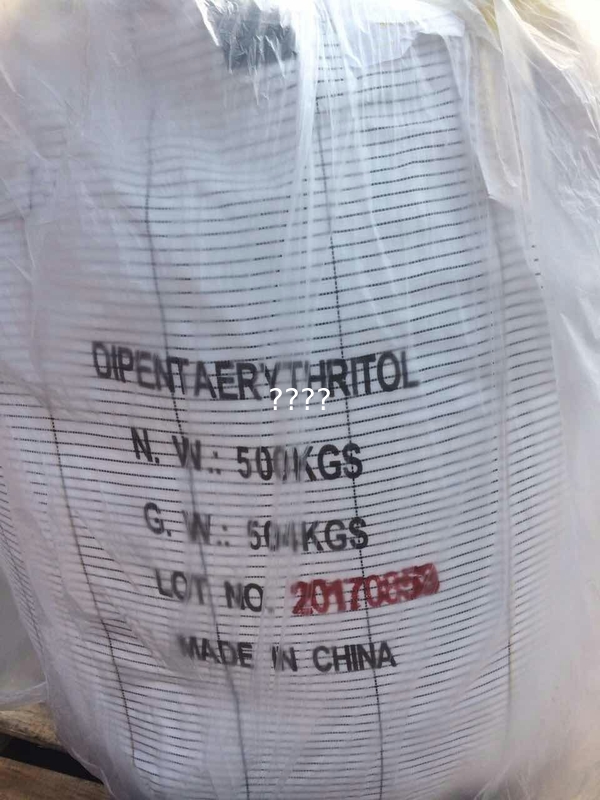 DIPENTAERYTHRITOL
????
N. W.: 500KGS
G. W.: 504KGS
LOT NO.
MADE IN CHINA